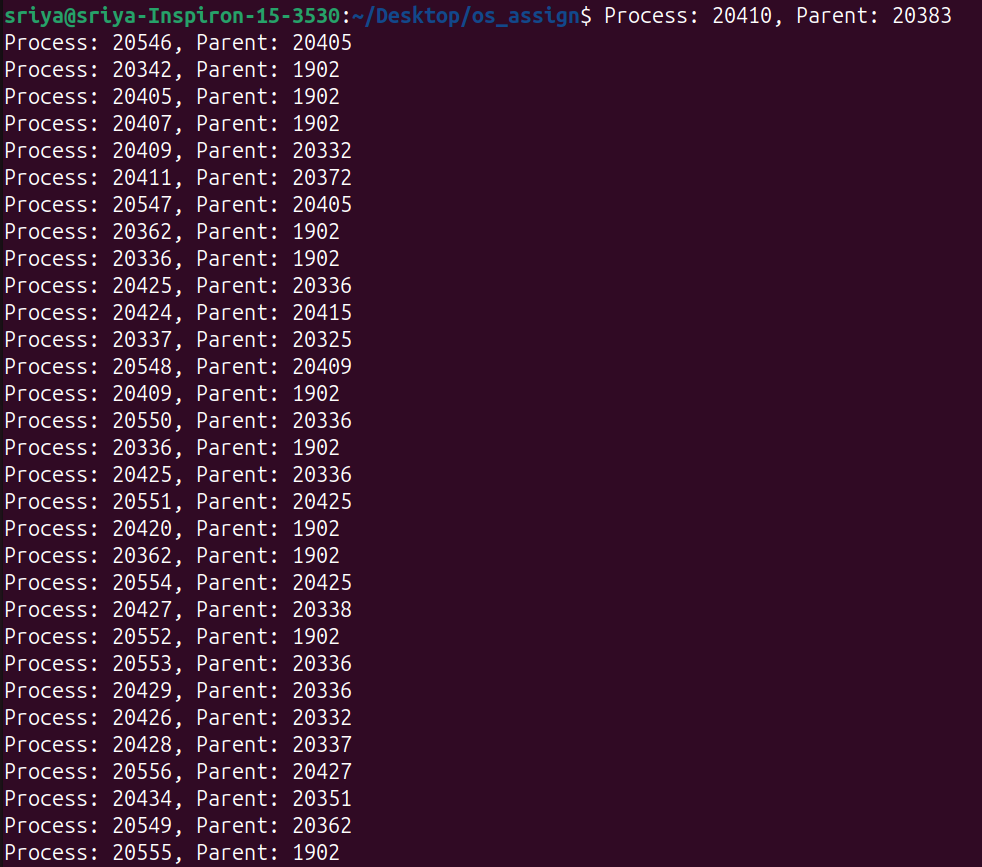 sriya@sriya-Inspiron-15-3530:~/Desktop/os_assign$ Process: 20410, Parent: 20383
Process: 20546, Parent: 20405
Process: 20342, Parent: 1902
Process: 20405, Parent: 1902
Process: 20407, Parent: 1902
Process: 20409, Parent: 20332
Process: 20411, Parent: 20372
Process: 20547, Parent: 20405
Process: 20362, Parent: 1902
Process: 20336, Parent: 1902
Process: 20425, Parent: 20336
Process: 20424, Parent: 20415
Process: 20337, Parent: 20325
Process: 20548, Parent: 20409
Process: 20409, Parent: 1902
Process: 20550, Parent: 20336
Process: 20336, Parent: 1902
Process: 20425, Parent: 20336
Process: 20551, Parent: 20425
Process: 20420, Parent: 1902
Process: 20362, Parent: 1902
Process: 20554, Parent: 20425
Process: 20427, Parent: 20338
Process: 20552, Parent: 1902
Process: 20553, Parent: 20336
Process: 20429, Parent: 20336
Process: 20426, Parent: 20332
Process: 20428, Parent: 20337
Process: 20556, Parent: 20427
Process: 20434, Parent: 20351
Process: 20549, Parent: 20362
Process: 20555, Parent: 1902